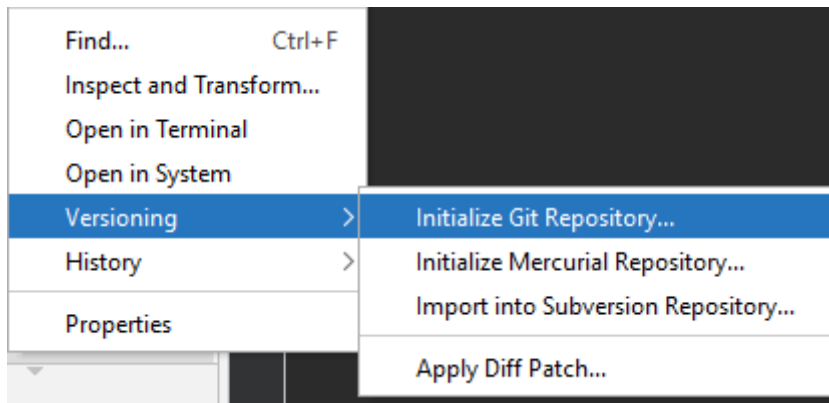 Find... Ctrl+F
Inspect and Transform...
Open in Terminal
Open in System
Versioning
History
Properties
Initialize Git Repository...
Initialize Mercurial Repository...
Import into Subversion Repository...
Apply Diff Patch...